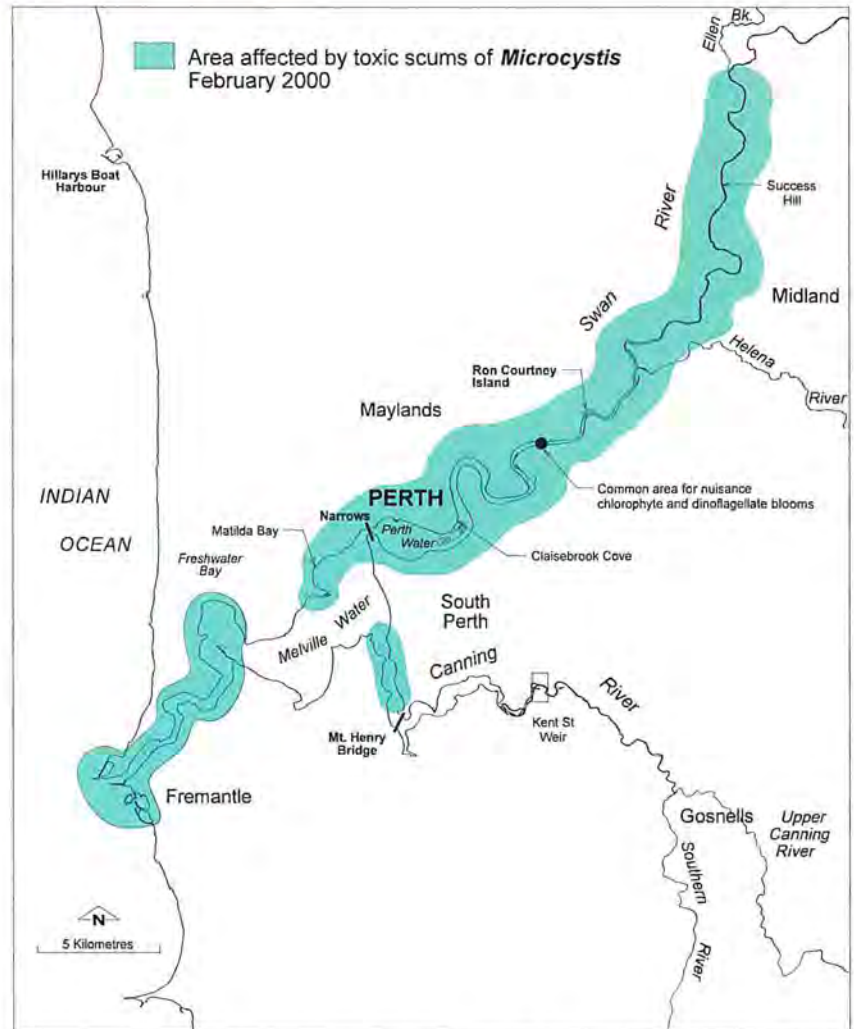 Area affected by toxic scums of Microcystis
February 2000
Ellen
Bk.
Hillarys Boat
Harbour
Success
Hill
River
Swan
Midland
Helena
River
Ron Courtney
Island
Maylands
Common area for nuisance
chlorophyte and dinoflagellate blooms
PERTH
INDIAN
OCEAN
Narrows
Perth
Water
Matilda Bay
Claisebrook Cove
Freshwater
Bay
South
Perth
Melville Water
Canning
River
Kent St
Weir
Mt. Henry
Bridge
Fremantle
Gosnells
Upper
Canning
River
Southern
River
N
5 Kilometres